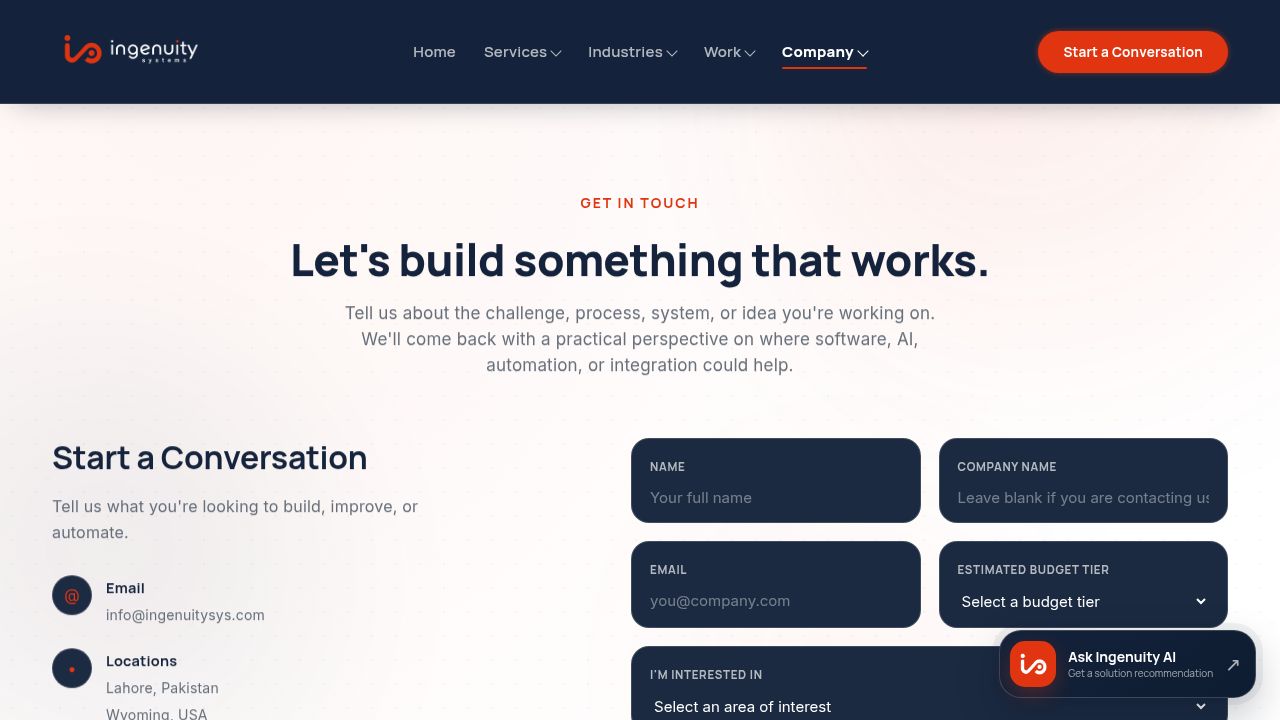 ingenuity
systems
Home
Services
Industries
Work
Company
Start a Conversation
GET IN TOUCH
Let's build something that works.
Tell us about the challenge, process, system, or idea you're working on.
We'll come back with a practical perspective on where software, AI,
automation, or integration could help.
Start a Conversation
Tell us what you're looking to build, improve, or
automate.
@
Email
info@ingenuitysys.com
Locations
Lahore, Pakistan
Wyoming, USA
NAME
Your full name
COMPANY NAME
Leave blank if you are contacting us
EMAIL
you@company.com
ESTIMATED BUDGET TIER
Select a budget tier
I'M INTERESTED IN
Select an area of interest
Ask Ingenuity AI
Get a solution recommendation
↗